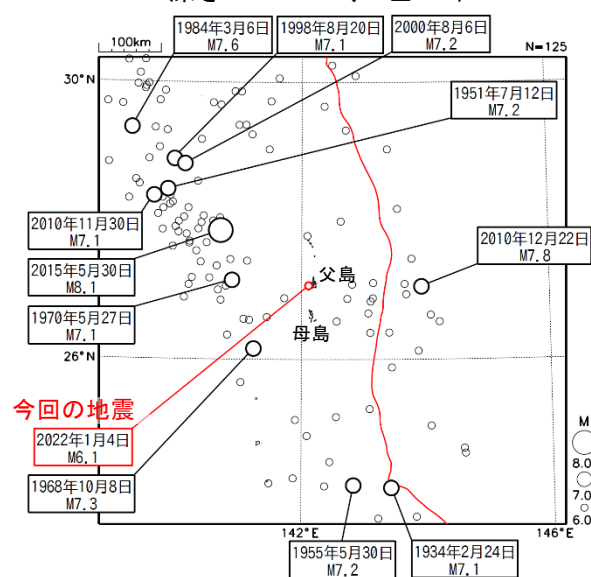 100km
1984年3月6日
M7.6
1998年8月20日
M7.1
2000年8月6日
M7.2
N=125
30°N
1951年7月12日
M7.2
2010年11月30日
M7.1
2010年12月22日
M7.8
2015年5月30日
M8.1
父島
1970年5月27日
M7.1
母島
26°N
今回の地震
2022年1月4日
M6.1
M
8.0
7.0
6.0
1968年10月8日
M7.3
142°E
146°E
1955年5月30日
M7.2
1934年2月24日
M7.1